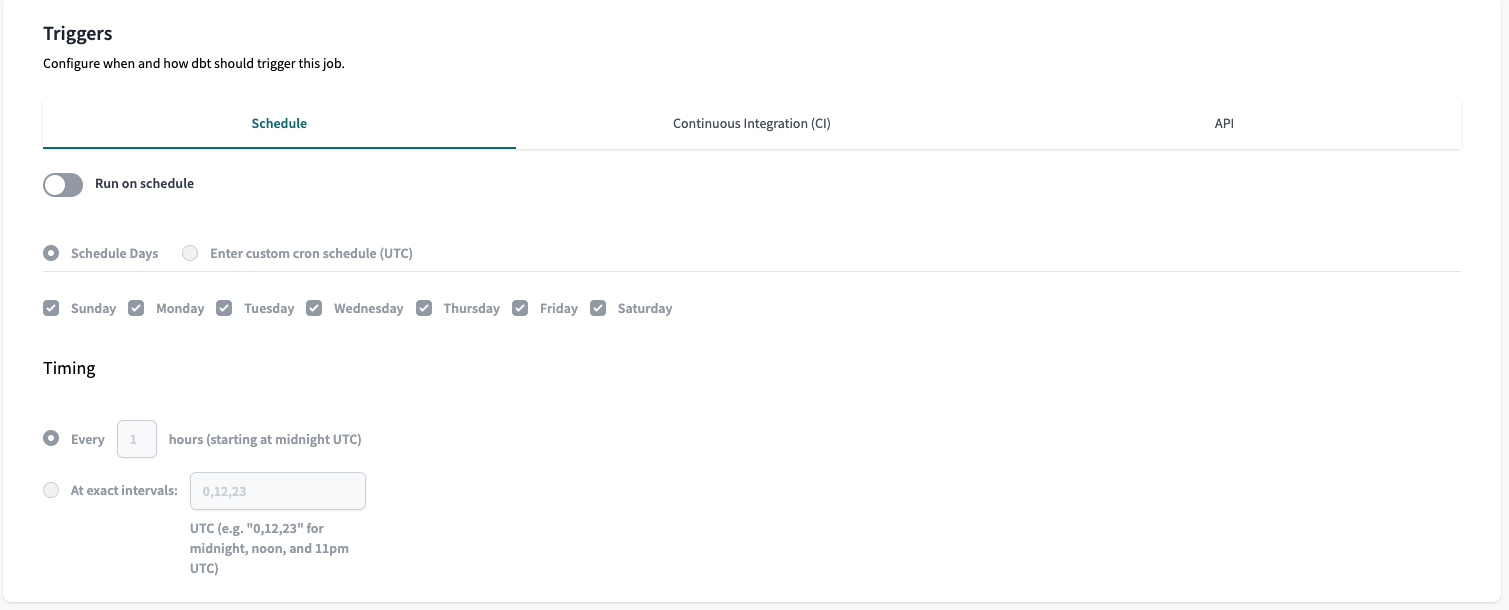 Triggers
Configure when and how dbt should trigger this job.
Schedule Continuous Integration (CI) API
Run on schedule
Schedule Days Enter custom cron schedule (UTC)
Sunday Monday Tuesday Wednesday Thursday Friday Saturday
Timing
Every 1 hours (starting at midnight UTC)
At exact intervals: 0,12,23
UTC (e.g. "0,12,23" for
midnight, noon, and 11pm
UTC)